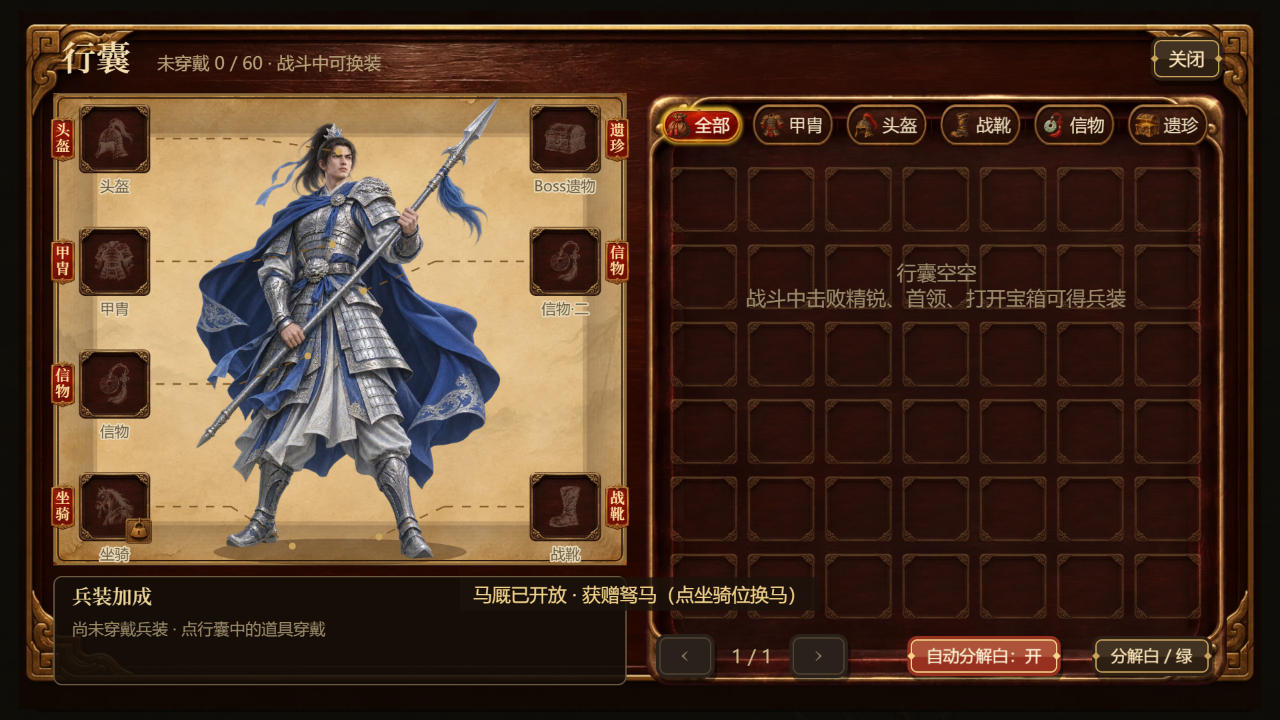 行囊
未穿戴 0 / 60 · 战斗中可换装
关闭
头盔
头盔
甲胄
甲胄
信物
信物
坐骑
坐骑
遗珍
Boss遗物
信物
信物·二
战靴
战靴
全部
甲胄
头盔
战靴
信物
遗珍
行囊空空
战斗中击败精锐、首领、打开宝箱可得兵装
兵装加成
尚未穿戴兵装 · 点行囊中的道具穿戴
马厩已开放 · 获赠驽马（点坐骑位换马）
‹
1 / 1
›
自动分解白：开
分解白 / 绿